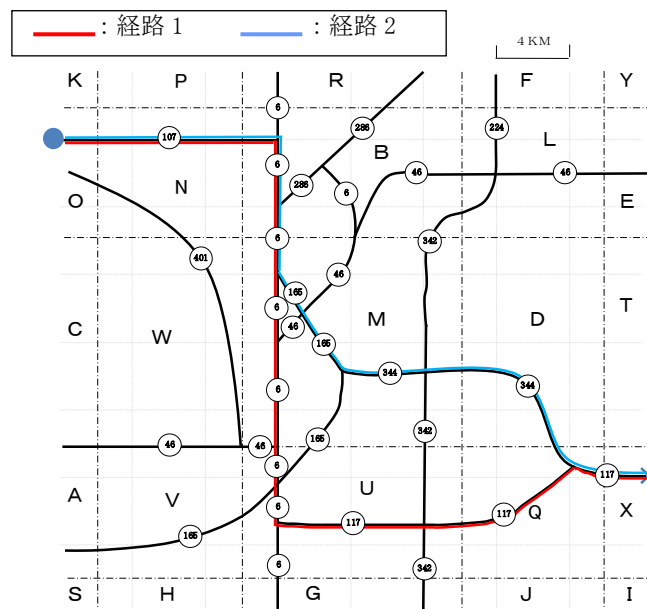 : 経路 1 : 経路 2
4 KM
K P R F Y
6
286 224
107 B L
6
46 46
286 6
N
O E
6 342
401
46
165
6
46 M D T
C W
165
344
344
6
342
165
46 46
6
117
U
A V 6
117 117 Q X
165
6 342
S H G J I